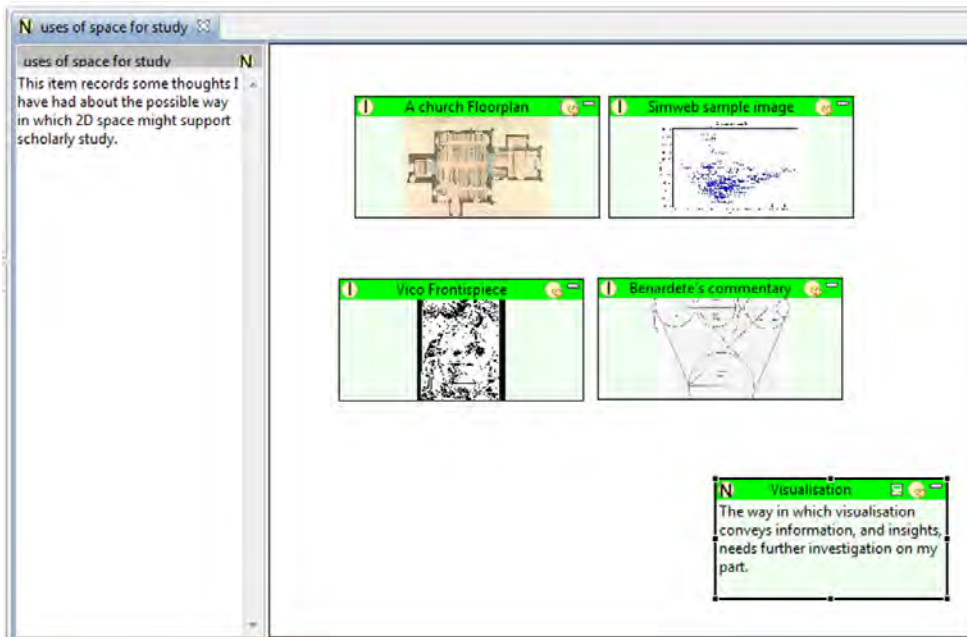 N uses of space for study
uses of space for study N
This item records some thoughts I
have had about the possible way
in which 2D space might support
scholarly study.
I A church Floorplan
I Simweb sample image
I Vico Frontispiece
I Benardete's commentary
N Visualisation
The way in which visualisation
conveys information, and insights,
needs further investigation on my
part.